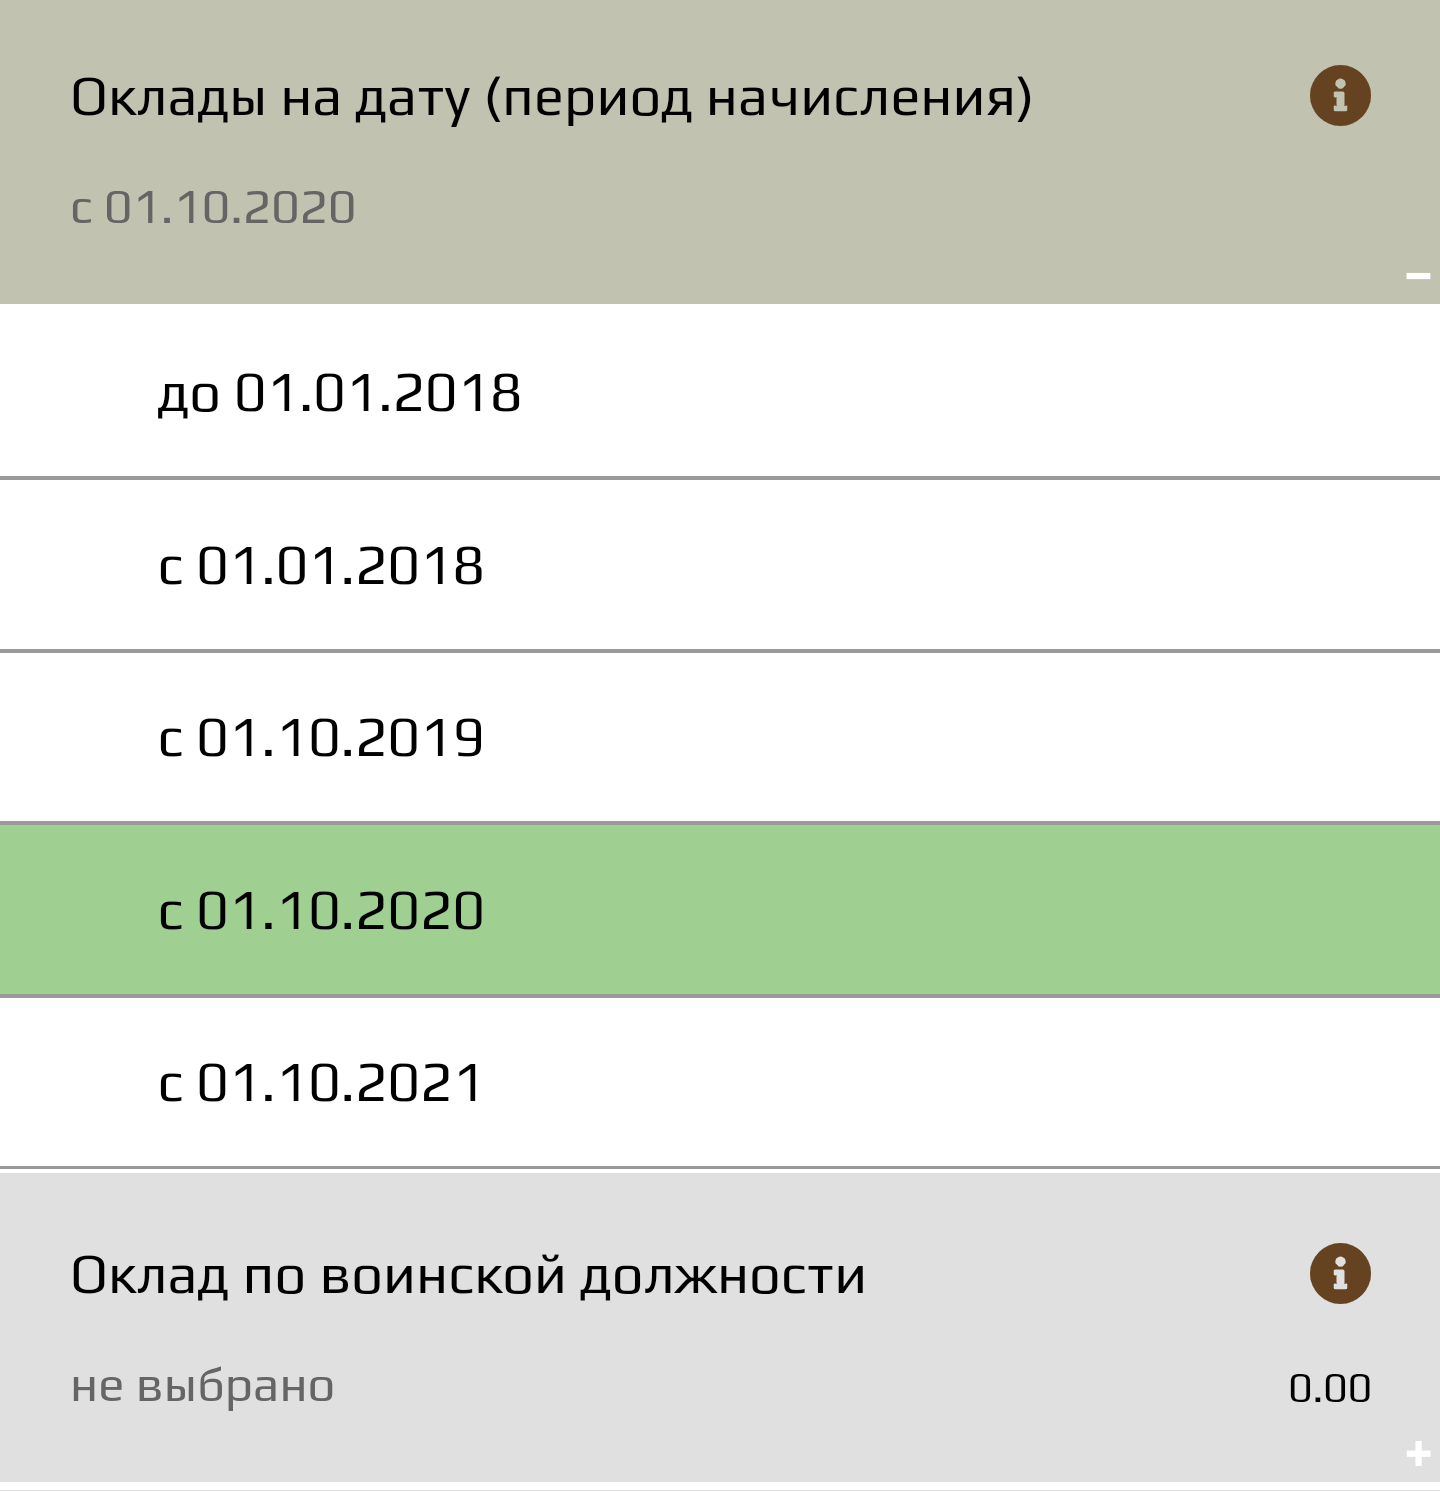 Оклады на дату (период начисления)
с 01.10.2020
до 01.01.2018
с 01.01.2018
с 01.10.2019
с 01.10.2020
с 01.10.2021
Оклад по воинской должности
не выбрано
0.00